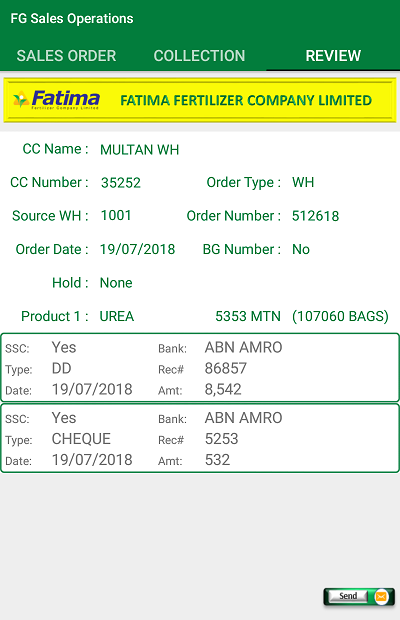 FG Sales Operations
SALES ORDER COLLECTION REVIEW
Fatima FATIMA FERTILIZER COMPANY LIMITED
Fertilizer Company Limited
CC Name : MULTAN WH
CC Number : 35252 Order Type : WH
Source WH : 1001 Order Number : 512618
Order Date : 19/07/2018 BG Number : No
Hold : None
Product 1 : UREA 5353 MTN (107060 BAGS)
SSC: Yes Bank: ABN AMRO
Type: DD Rec# 86857
Date: 19/07/2018 Amt: 8,542
SSC: Yes Bank: ABN AMRO
Type: CHEQUE Rec# 5253
Date: 19/07/2018 Amt: 532
Send